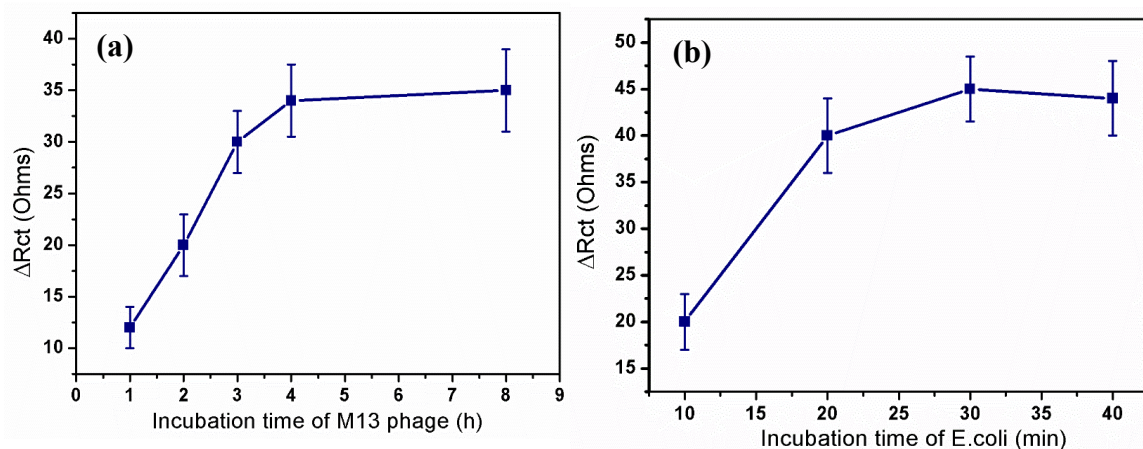 (a)
ΔRct (Ohms)
40
35
30
25
20
15
10
0 1 2 3 4 5 6 7 8 9
Incubation time of M13 phage (h)
(b)
ΔRct (Ohms)
50
45
40
35
30
25
20
15
10 15 20 25 30 35 40
Incubation time of E.coli (min)